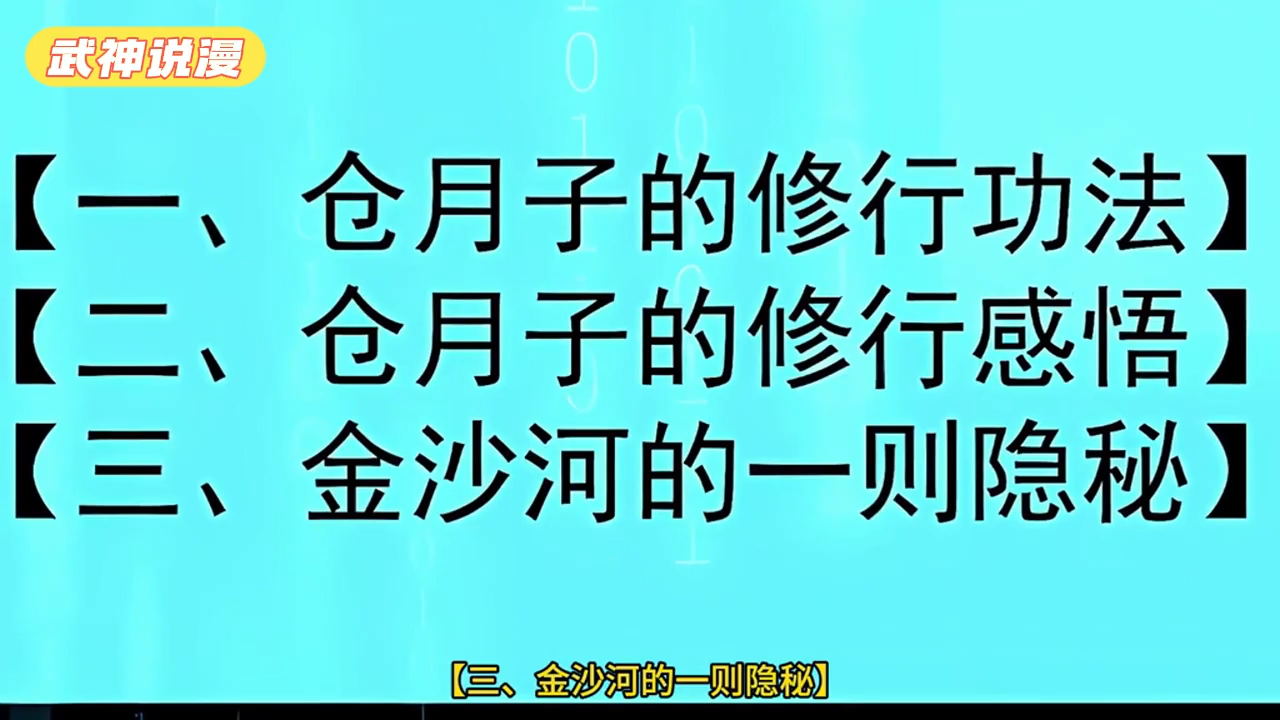 武神说漫
【一、仓月子的修行功法】
【二、仓月子的修行感悟】
【三、金沙河的一则隐秘】
【三、金沙河的一则隐秘】